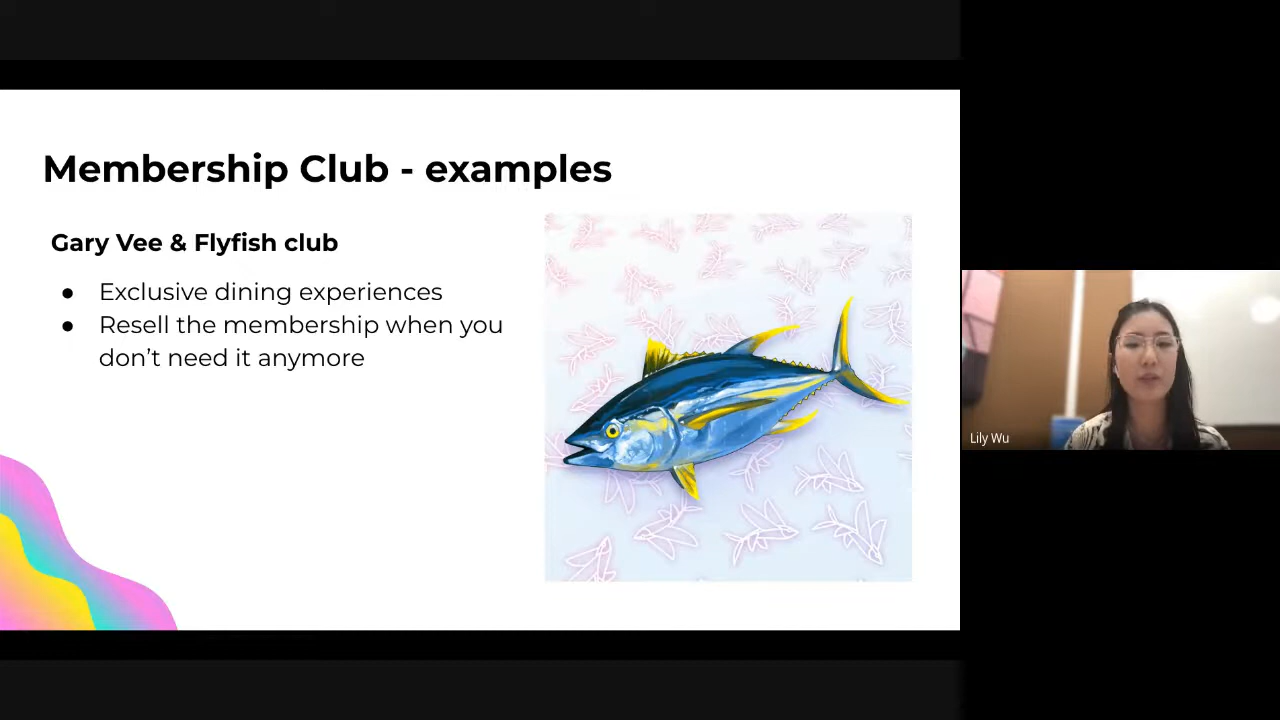 Membership Club - examples
Gary Vee & Flyfish club
● Exclusive dining experiences
● Resell the membership when you
don’t need it anymore
Lily Wu